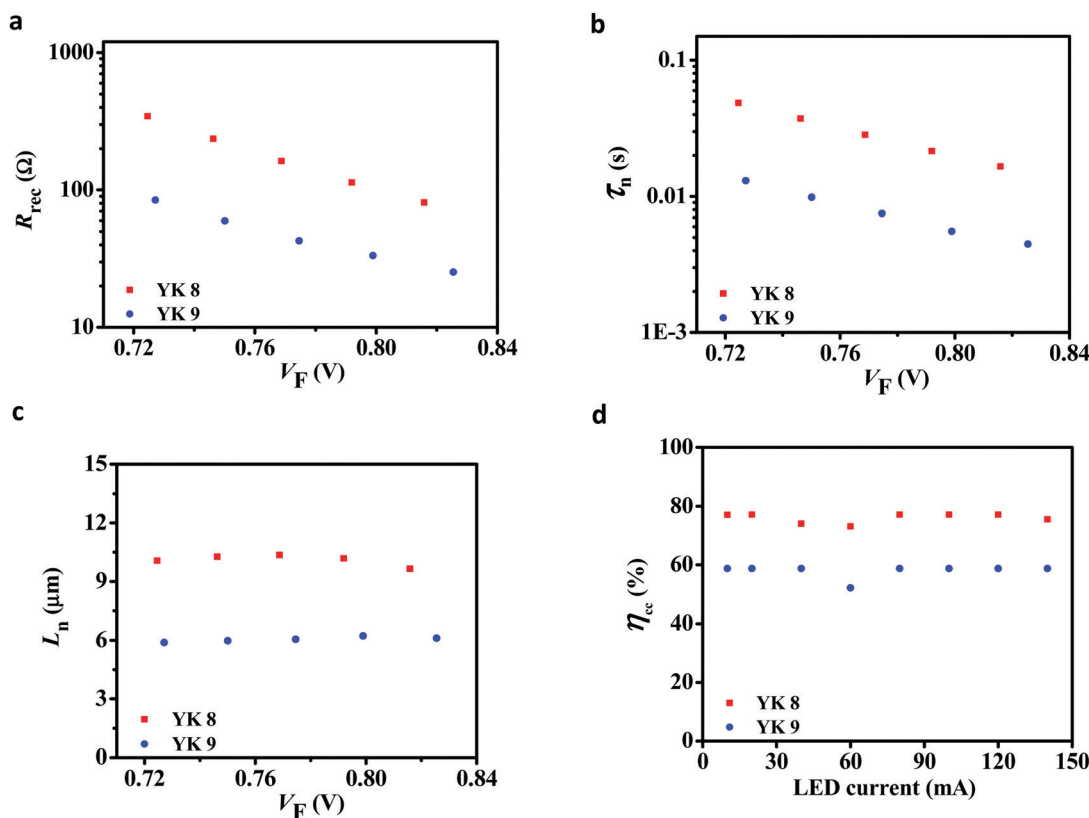 a
1000
100
10
R_rec (Ω)
YK 8
YK 9
0.72 0.76 0.80 0.84
V_F (V)
b
0.1
0.01
1E-3
τ_n (s)
YK 8
YK 9
0.72 0.76 0.80 0.84
V_F (V)
c
15
12
9
6
3
0
L_n (μm)
YK 8
YK 9
0.72 0.76 0.80 0.84
V_F (V)
d
100
80
60
40
20
0
η_cc (%)
YK 8
YK 9
0 30 60 90 120 150
LED current (mA)